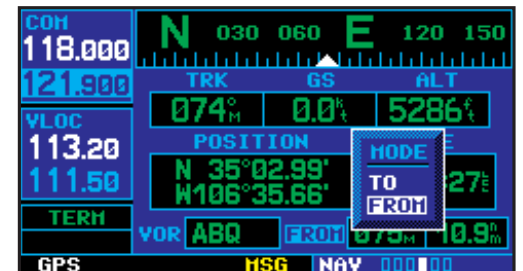 COM
118.000
121.900
VLOC
113.20
111.50
TERM
N 030 060 E 120 150
TRK GS ALT
074°M 0.0kt 5286ft
POSITION
N 35°02.99'
W106°35.66'
MODE
TO
FROM
VOR ABQ FROM 10.9nm
GPS MSG NAV